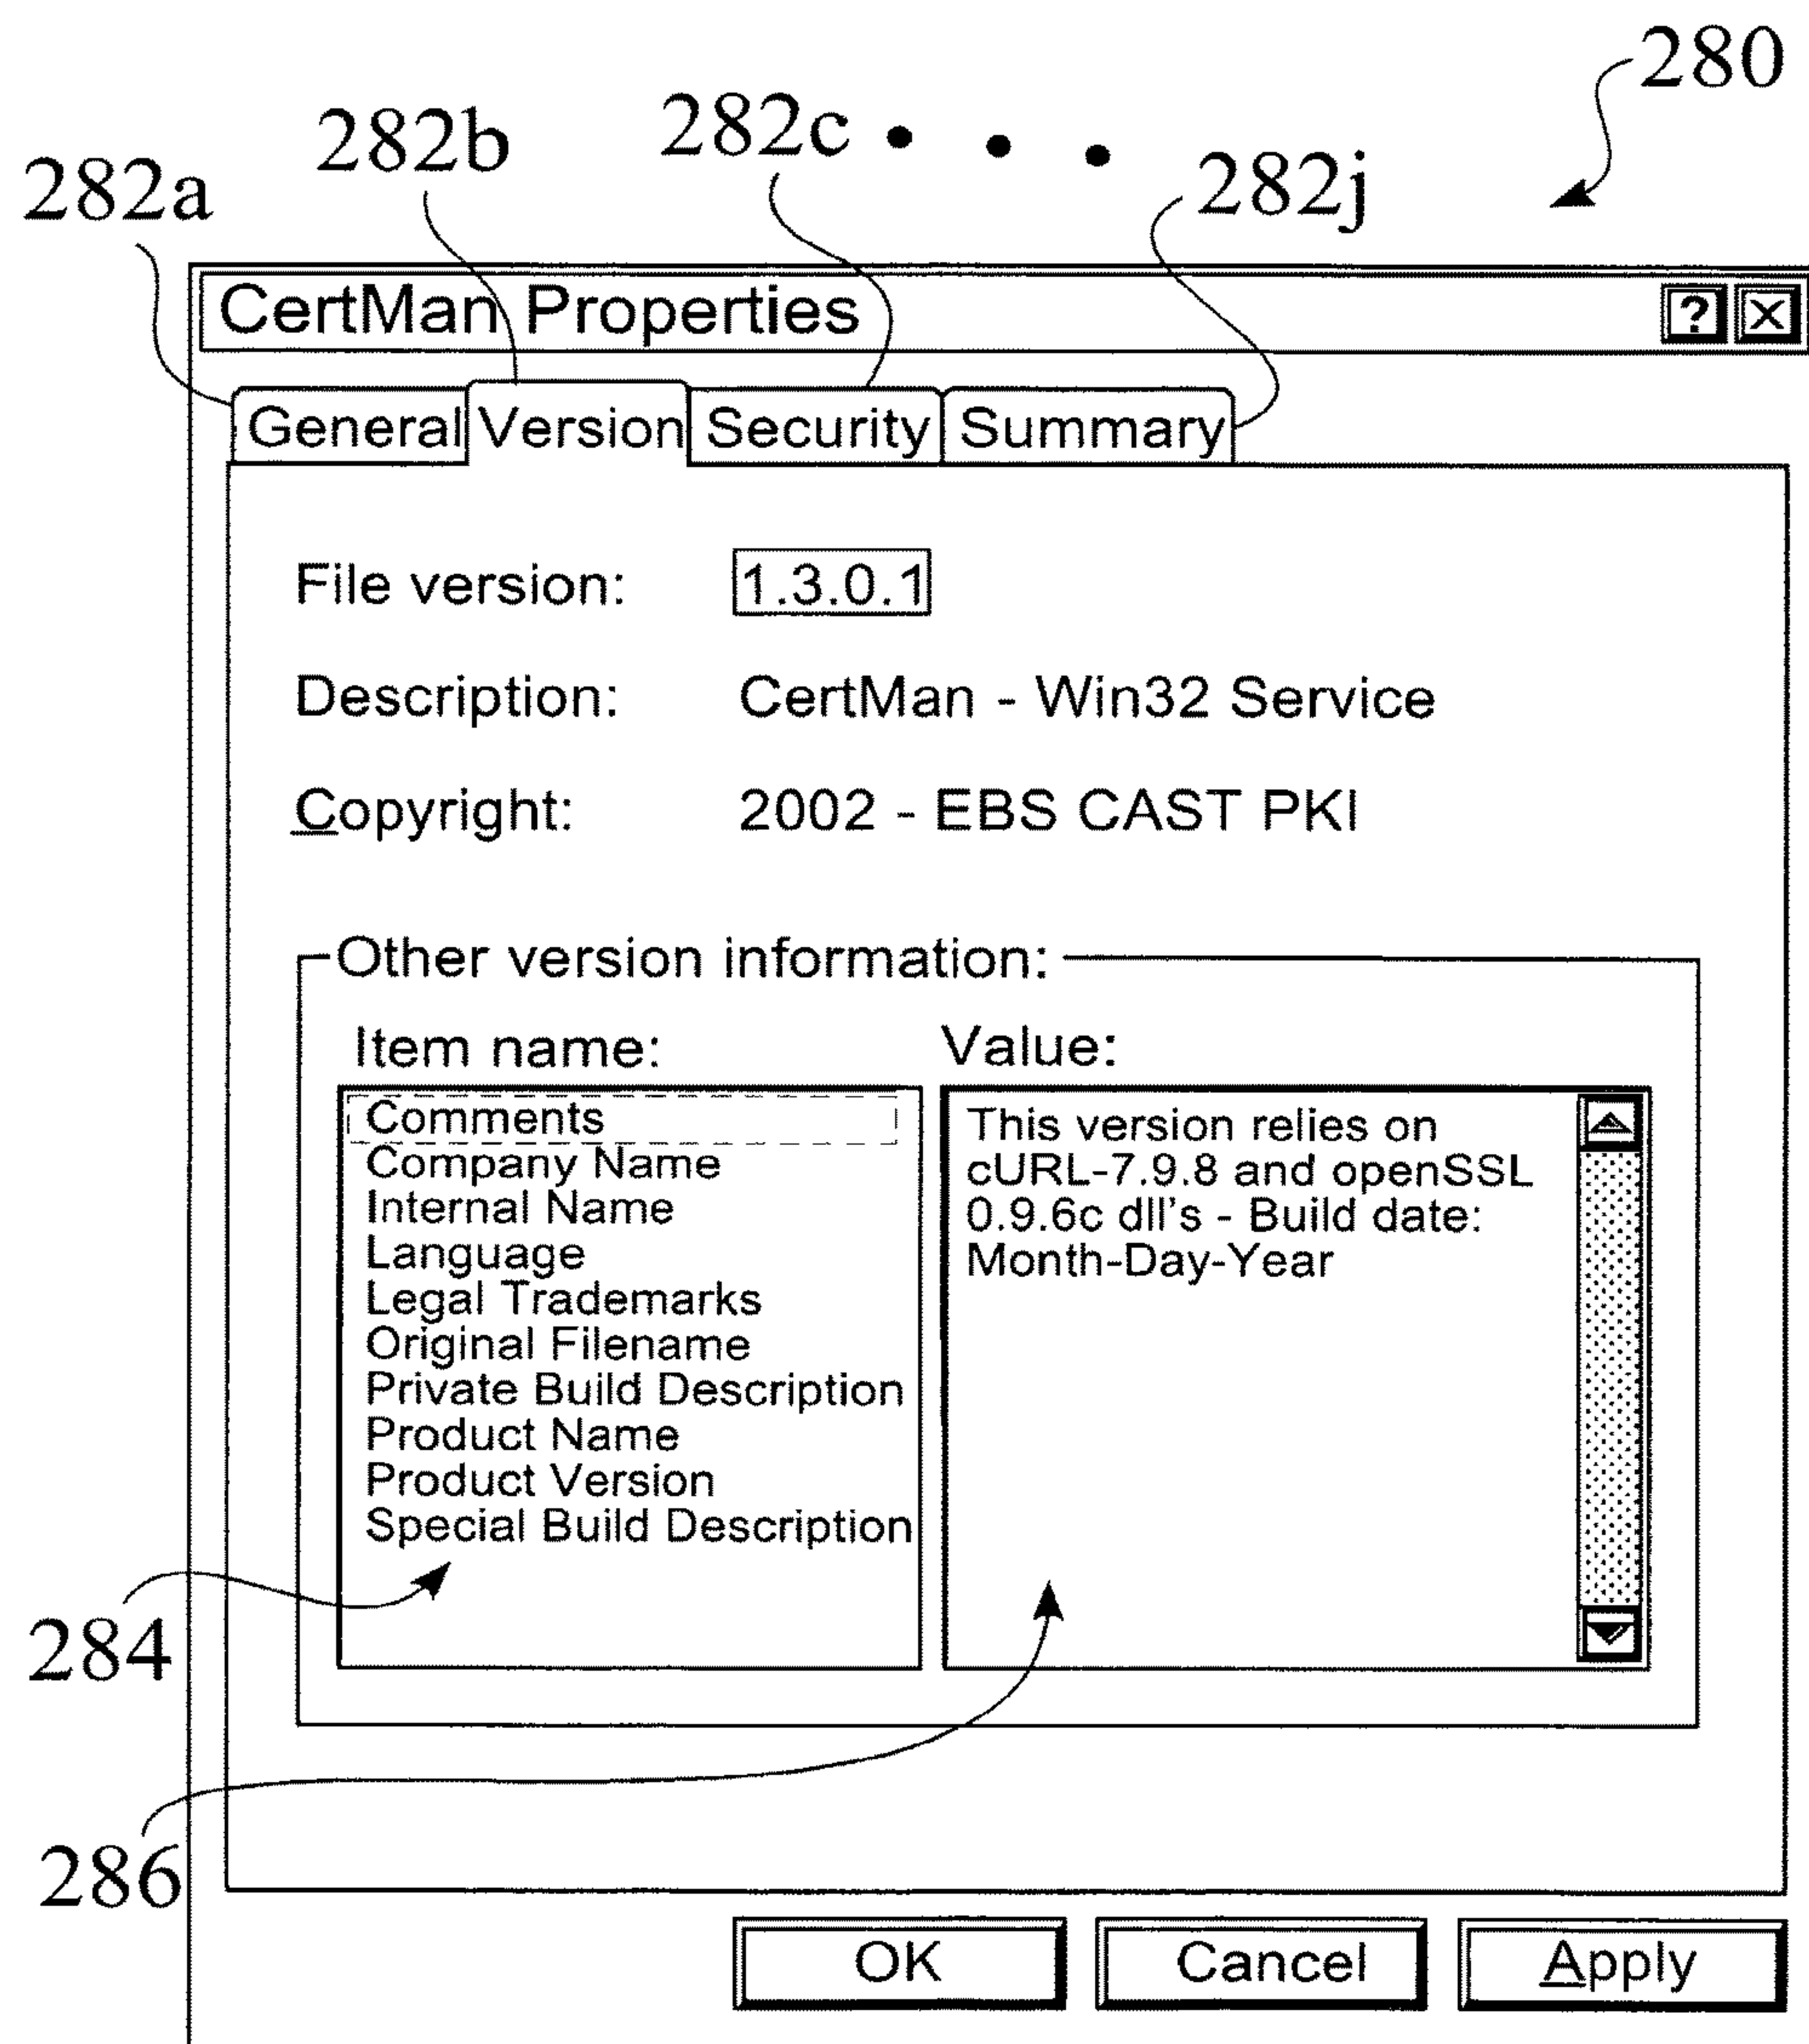 280
282a 282b 282c • • • 282j
CertMan Properties ? X
General Version Security Summary
File version: 1.3.0.1
Description: CertMan - Win32 Service
Copyright: 2002 - EBS CAST PKI
Other version information:
Item name: Value:
Comments
Company Name
Internal Name
Language
Legal Trademarks
Original Filename
Private Build Description
Product Name
Product Version
Special Build Description
This version relies on
cURL-7.9.8 and openSSL
0.9.6c dll's - Build date:
Month-Day-Year
284
286
OK Cancel Apply